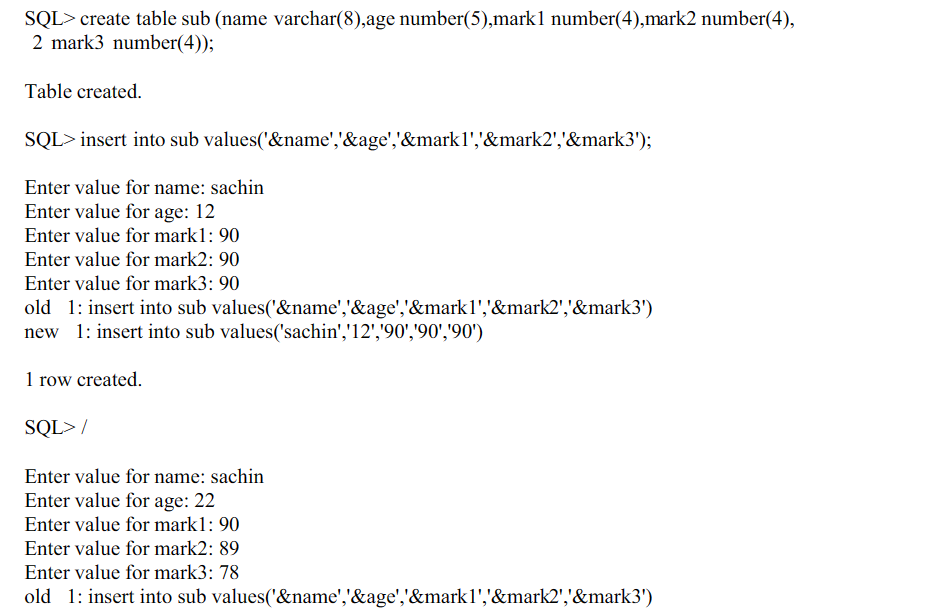 SQL> create table sub (name varchar(8),age number(5),mark1 number(4),mark2 number(4),
2 mark3 number(4));
Table created.
SQL> insert into sub values('&name','&age','&mark1','&mark2','&mark3');
Enter value for name: sachin
Enter value for age: 12
Enter value for mark1: 90
Enter value for mark2: 90
Enter value for mark3: 90
old 1: insert into sub values('&name','&age','&mark1','&mark2','&mark3')
new 1: insert into sub values('sachin','12','90','90','90')
1 row created.
SQL> /
Enter value for name: sachin
Enter value for age: 22
Enter value for mark1: 90
Enter value for mark2: 89
Enter value for mark3: 78
old 1: insert into sub values('&name','&age','&mark1','&mark2','&mark3')